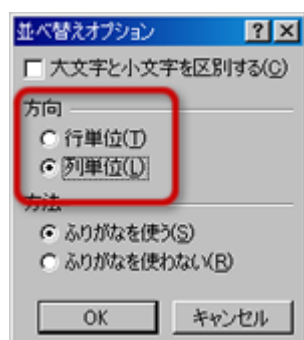 並べ替えオプション
大文字と小文字を区別する(C)
方向
行単位(T)
列単位(L)
方法
ふりがなを使う(S)
ふりがなを使わない(R)
OK
キャンセル